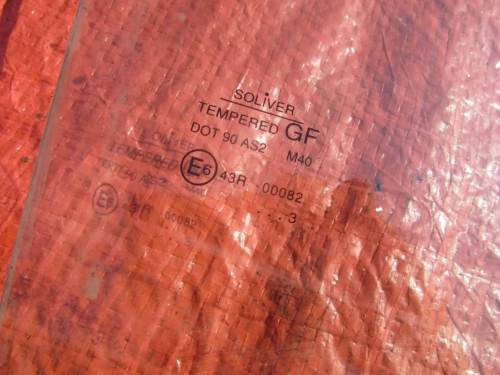 SOLIVER
TEMPERED GF
DOT 90 AS2 M40
E6 43R 00082
. . 3